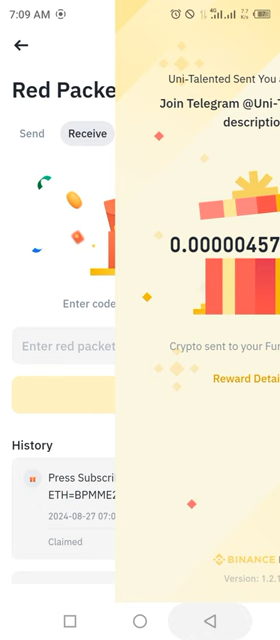 7:09 AM
Red Packe
Send
Receive
Enter code
Enter red packet
History
Press Subscri
ETH=BPMME2
2024-08-27 07:0
Claimed
Uni-Talented Sent You a
Join Telegram @Uni-T
descriptio
0.00000457
Crypto sent to your Fun
Reward Detai
BINANCE
Version: 1.2.1